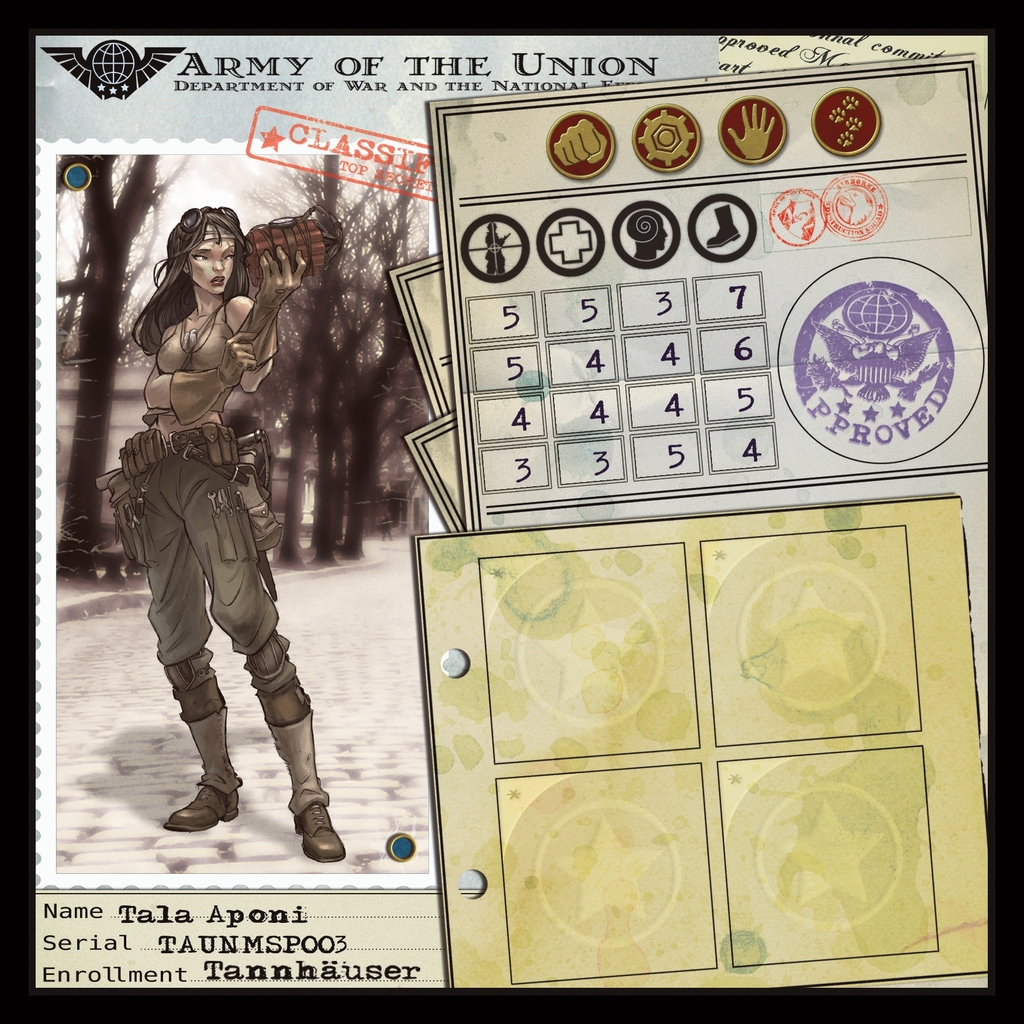 ARMY OF THE UNION
DEPARTMENT OF WAR AND THE NATIONAL
commit
CLASSIF
TOP SECRET
5 5 3 7
5 4 4 6
4 4 4 5
3 3 5 4
APPROVED
Name Tala Aponi
Serial TAUNMSP003
Enrollment Tannhäuser